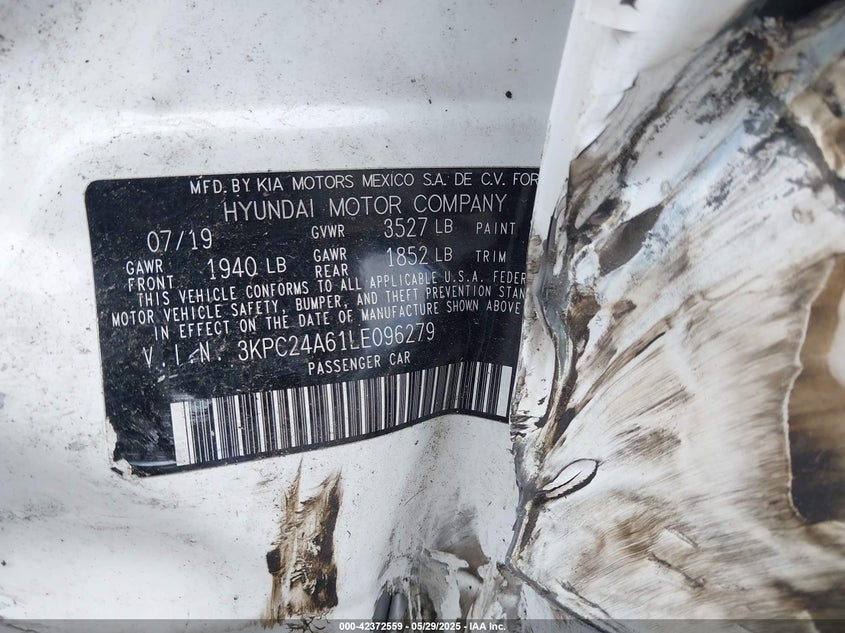 MFD. BY KIA MOTORS MEXICO S.A. DE C.V. FOR
HYUNDAI MOTOR COMPANY
07/19 GVWR 3527 LB PAINT
GAWR FRONT 1940 LB GAWR REAR 1852 LB TRIM
THIS VEHICLE CONFORMS TO ALL APPLICABLE U.S.A. FEDER
MOTOR VEHICLE SAFETY, BUMPER, AND THEFT PREVENTION STAN
IN EFFECT ON THE DATE OF MANUFACTURE SHOWN ABOVE
V.I.N. 3KPC24A61LE096279
PASSENGER CAR
000-42372559 - 05/29/2025 - IAA Inc.